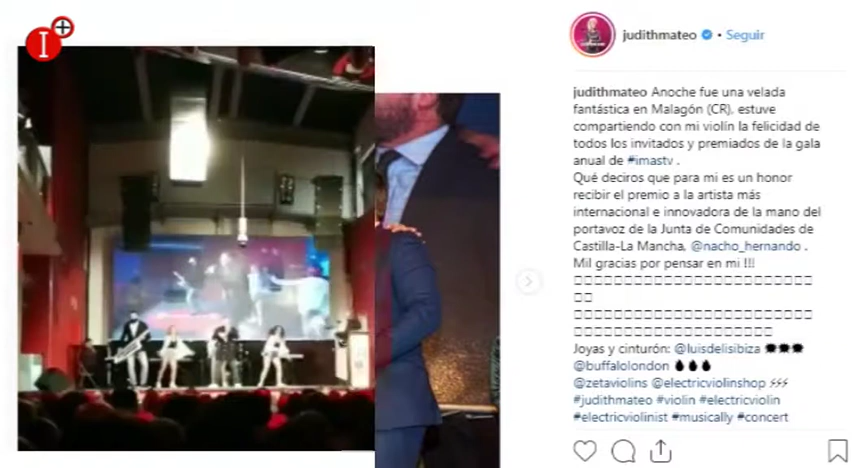 I
judithmateo • Seguir
judithmateo Anoche fue una velada
fantástica en Malagón (CR), estuve
compartiendo con mi violín la felicidad de
todos los invitados y premiados de la gala
anual de #imastv .
Qué deciros que para mi es un honor
recibir el premio a la artista más
internacional e innovadora de la mano del
portavoz de la Junta de Comunidades de
Castilla-La Mancha, @nacho_hernando .
Mil gracias por pensar en mi !!!
Joyas y cinturón: @luisdelisibiza
@buffalolondon
@zetaviolins @electricviolinshop ⚡⚡⚡
#judithmateo #violin #electricviolin
#electricviolinist #musically #concert